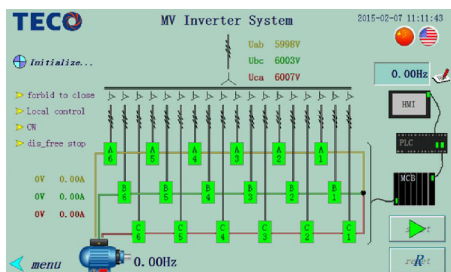 TECO
MV Inverter System
2015-02-07 11:11:43
Uab 5998V
Ubc 6003V
Uca 6007V
Initialize...
0.00Hz
forbid to close
Local control
CW
dis_free stop
HMI
PLC
MCB
A6 A5 A4 A3 A2 A1
B6 B5 B4 B3 B2 B1
C6 C5 C4 C3 C2 C1
0V 0.00A
0V 0.00A
0V 0.00A
menu
0.00Hz
R